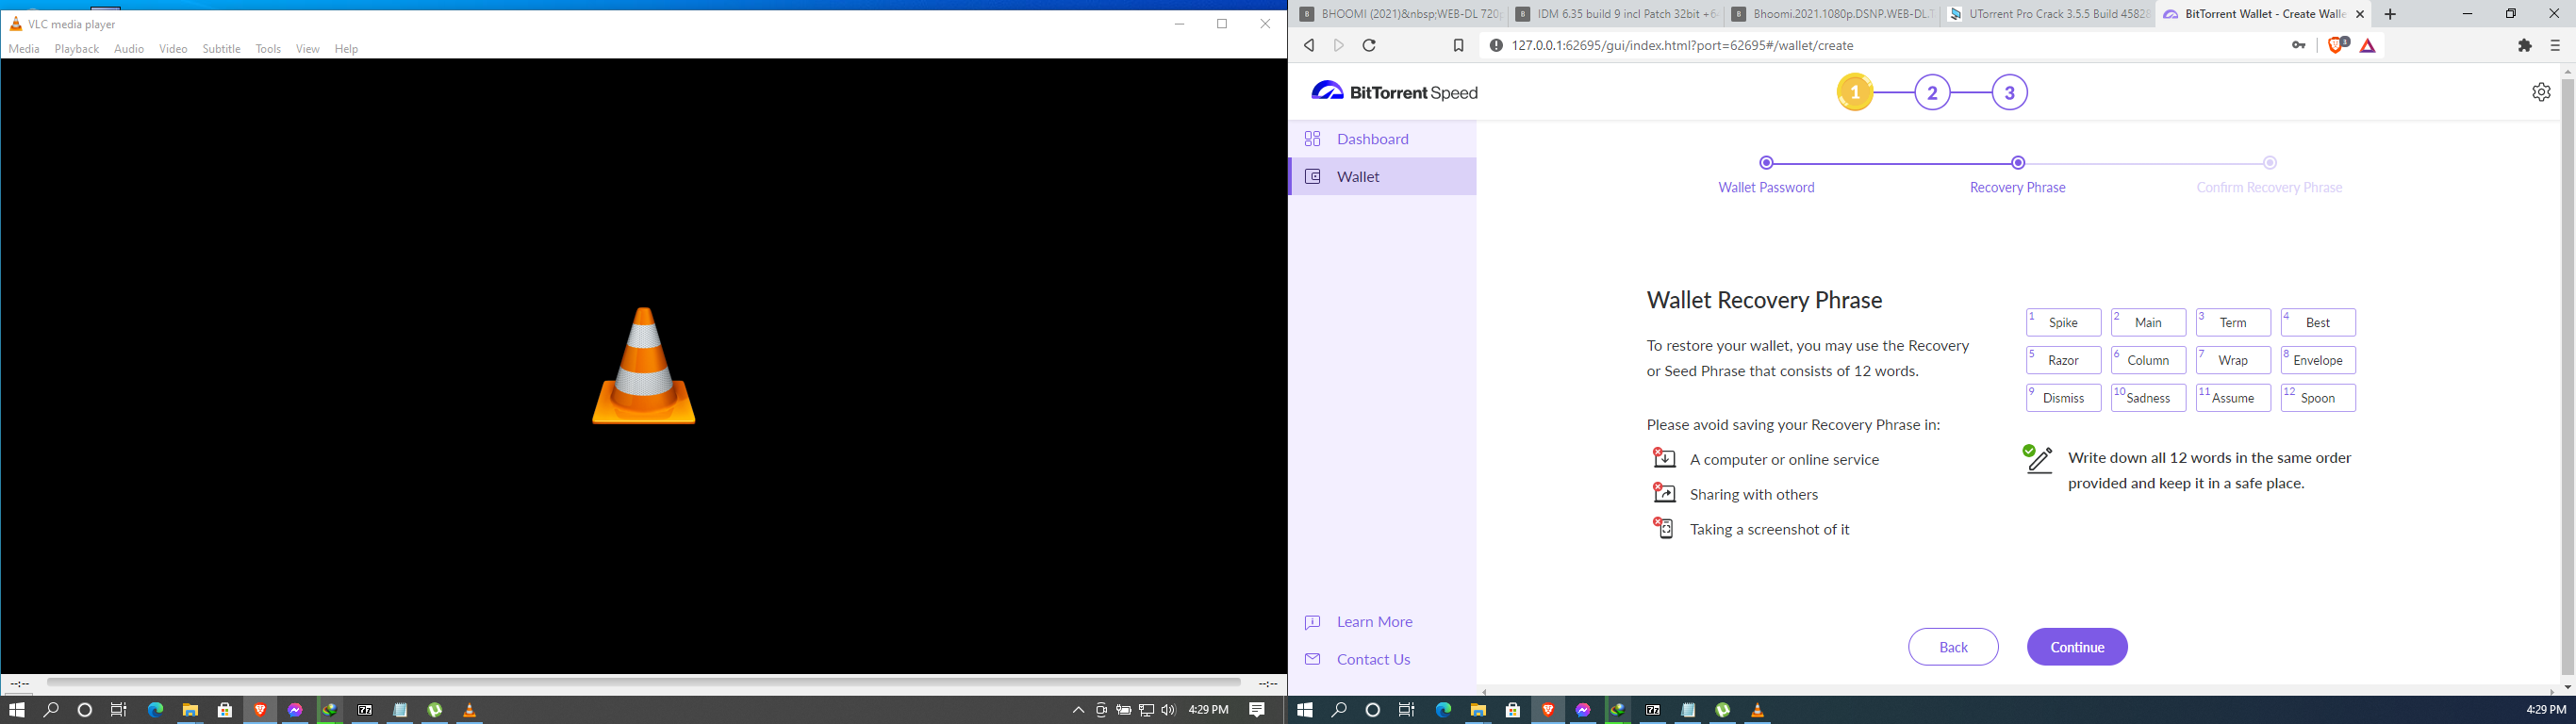 VLC media player
Media Playback Audio Video Subtitle Tools View Help
--:-- --:--
4:29 PM
BHOOMI (2021)&nbsp;WEB-DL 720p
IDM 6.35 build 9 incl Patch 32bit +6
Bhoomi.2021.1080p.DSNP.WEB-DL.
UTorrent Pro Crack 3.5.5 Build 45828
BitTorrent Wallet - Create Walle
127.0.0.1:62695/gui/index.html?port=62695#/wallet/create
BitTorrent Speed
1 2 3
Dashboard
Wallet
Learn More
Contact Us
Wallet Password Recovery Phrase Confirm Recovery Phrase
Wallet Recovery Phrase
To restore your wallet, you may use the Recovery
or Seed Phrase that consists of 12 words.
Please avoid saving your Recovery Phrase in:
A computer or online service
Sharing with others
Taking a screenshot of it
1 Spike 2 Main 3 Term 4 Best
5 Razor 6 Column 7 Wrap 8 Envelope
9 Dismiss 10 Sadness 11 Assume 12 Spoon
Write down all 12 words in the same order
provided and keep it in a safe place.
Back Continue
4:29 PM